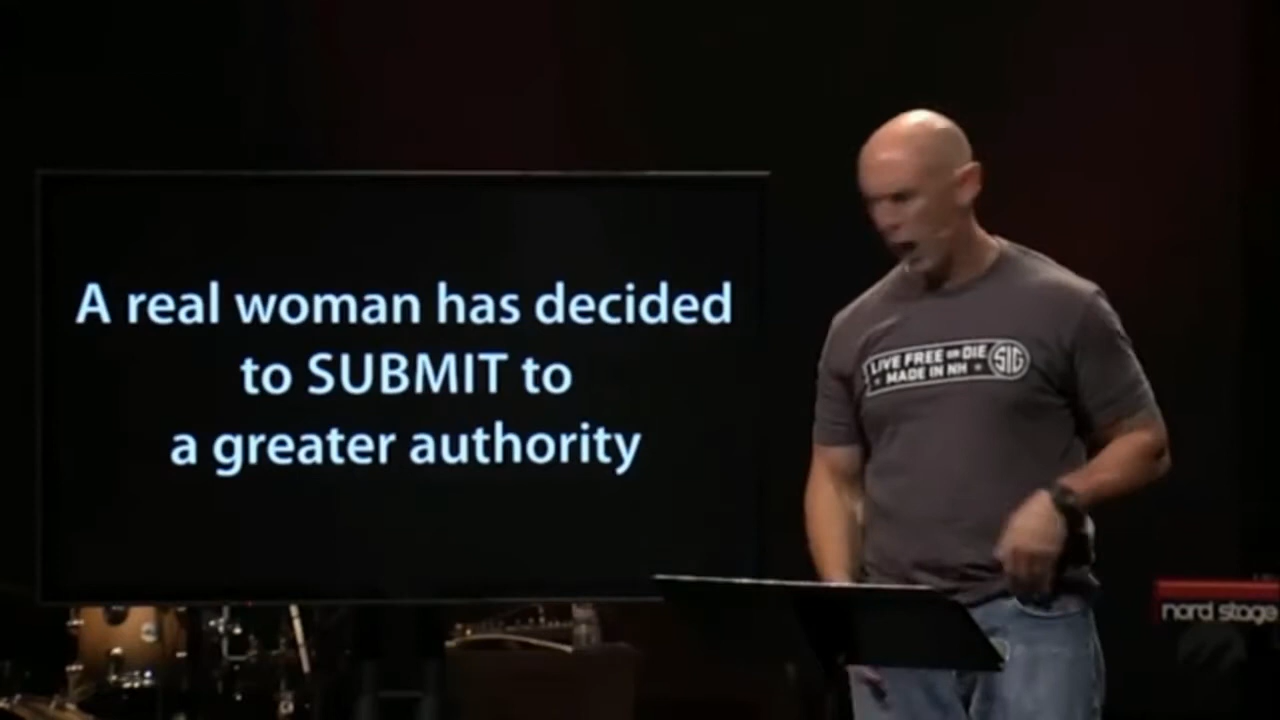 A real woman has decided
to SUBMIT to
a greater authority
LIVE FREE OR DIE
MADE IN NH
SIG
nord stage